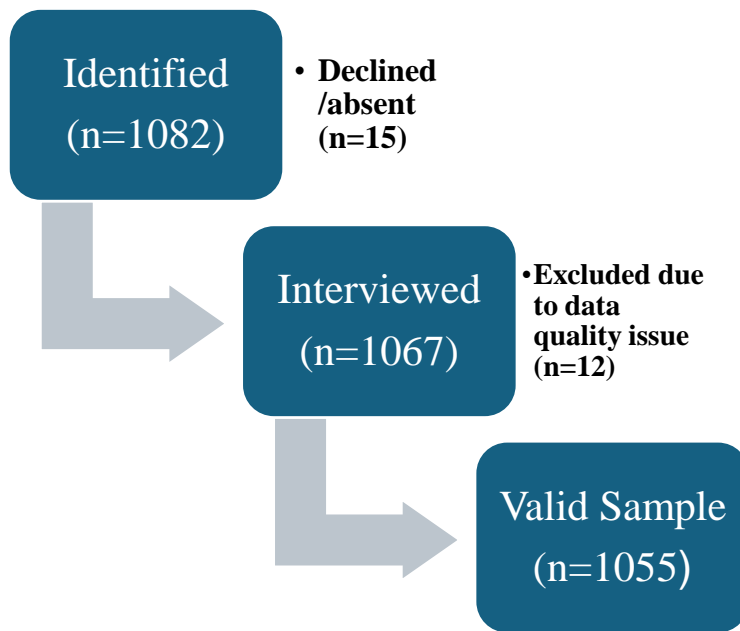 Identified
(n=1082)
• Declined
/absent
(n=15)
Interviewed
(n=1067)
•Excluded due
to data
quality issue
(n=12)
Valid Sample
(n=1055)